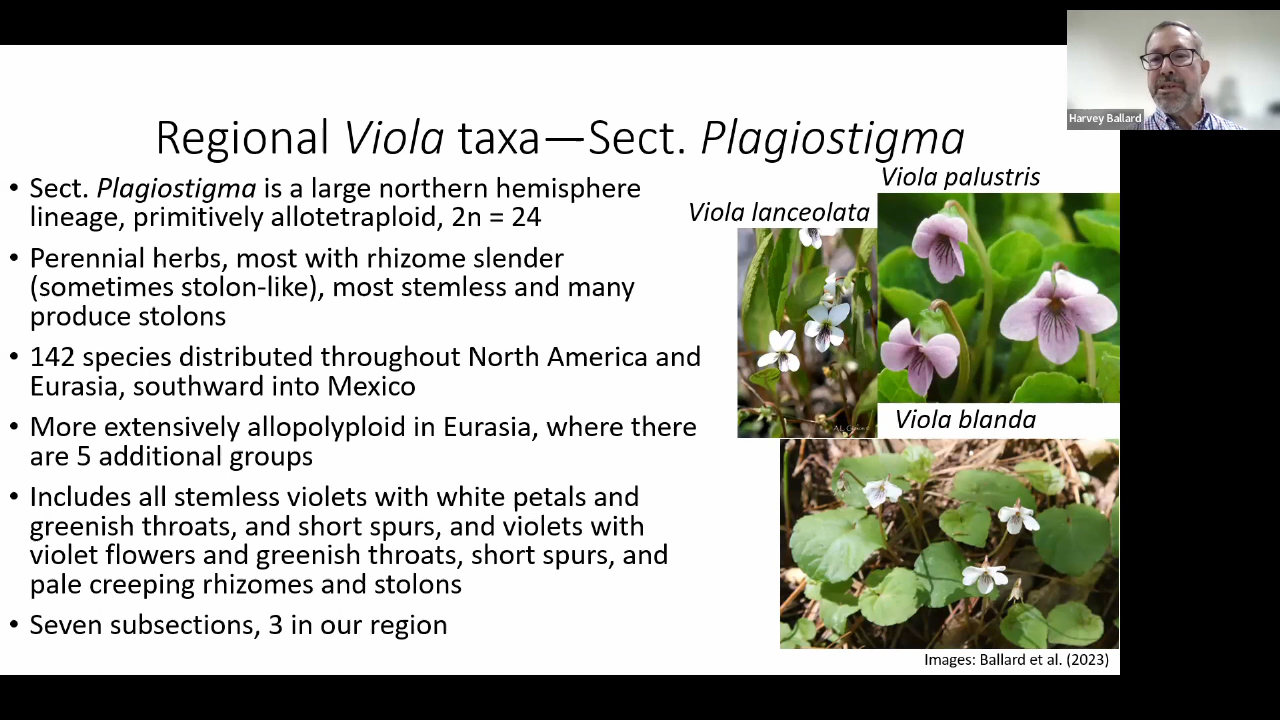 Harvey Ballard
Regional Viola taxa—Sect. Plagiostigma
• Sect. Plagiostigma is a large northern hemisphere
lineage, primitively allotetraploid, 2n = 24
• Perennial herbs, most with rhizome slender
(sometimes stolon-like), most stemless and many
produce stolons
• 142 species distributed throughout North America and
Eurasia, southward into Mexico
• More extensively allopolyploid in Eurasia, where there
are 5 additional groups
• Includes all stemless violets with white petals and
greenish throats, and short spurs, and violets with
violet flowers and greenish throats, short spurs, and
pale creeping rhizomes and stolons
• Seven subsections, 3 in our region
Viola palustris
Viola lanceolata
Viola blanda
Images: Ballard et al. (2023)